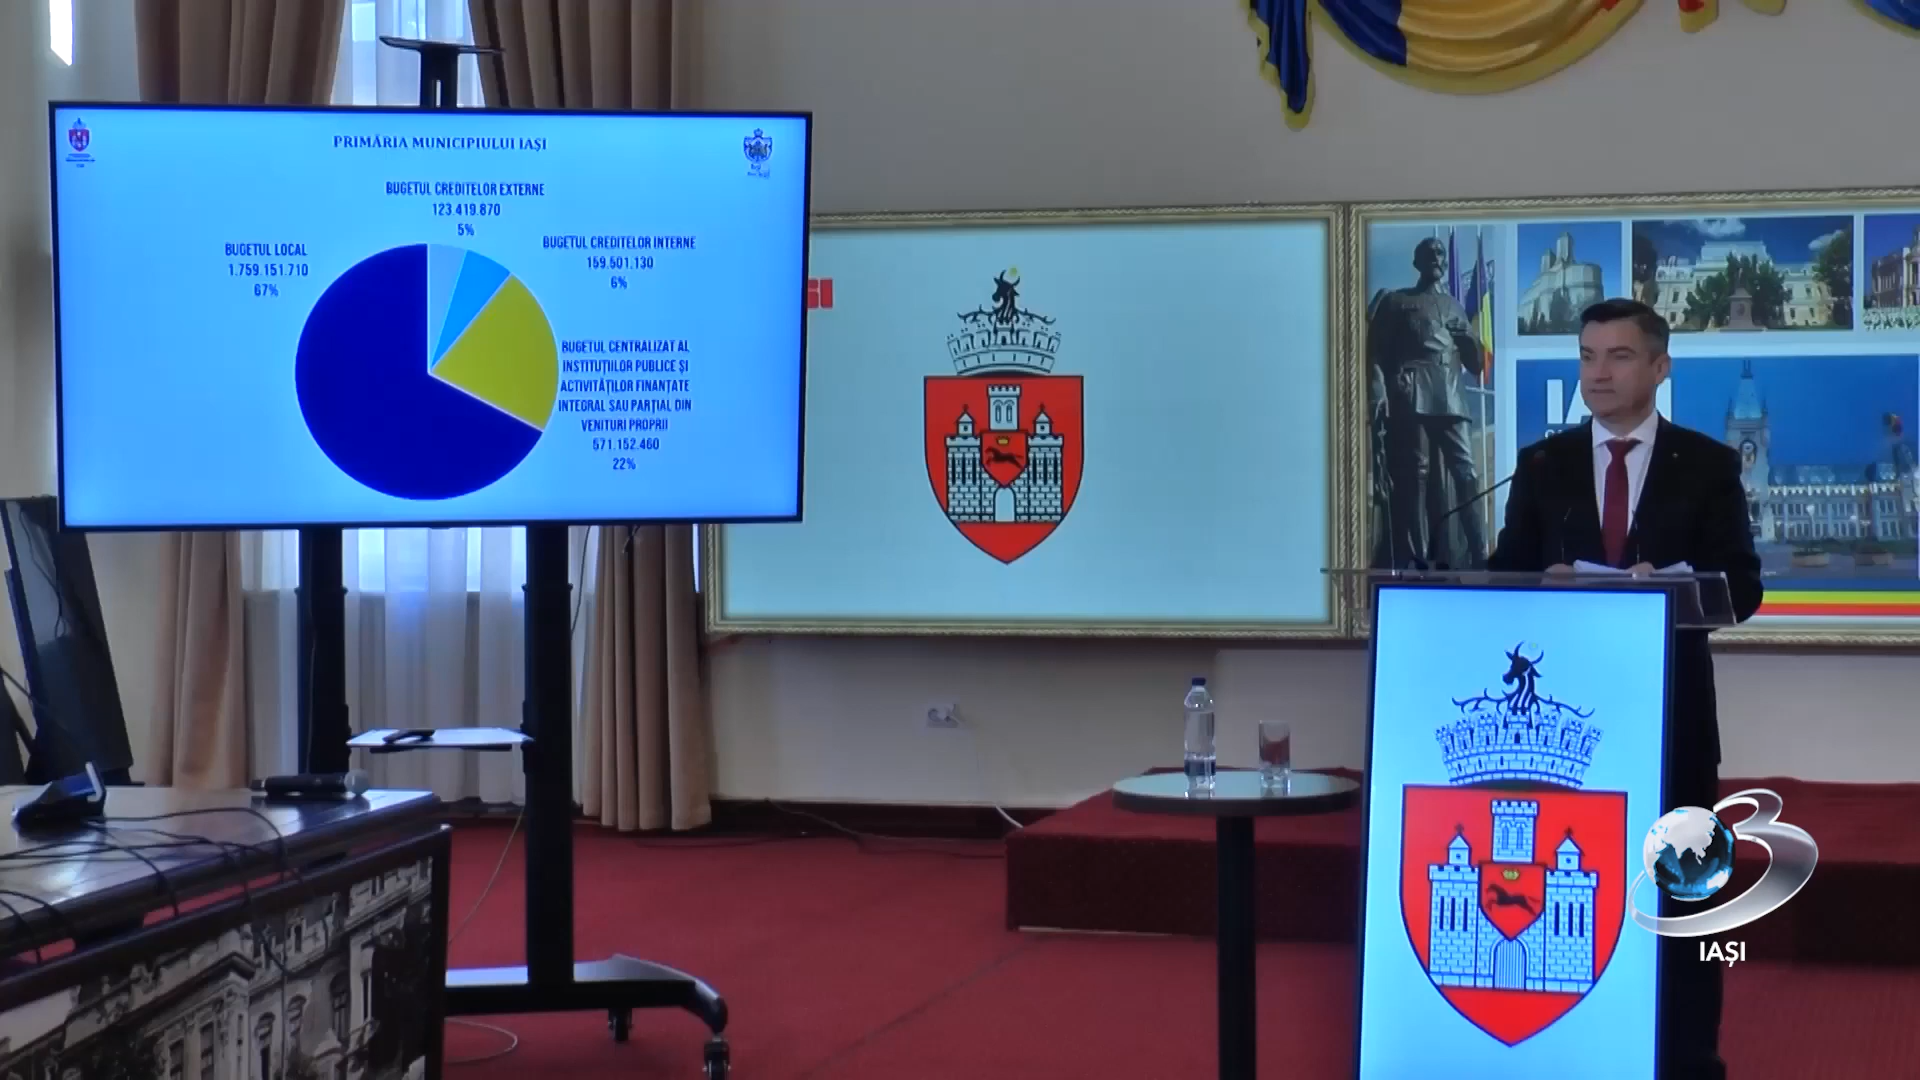 PRIMĂRIA MUNICIPIULUI IAȘI
BUGETUL CREDITELOR EXTERNE
123.419.870
5%
BUGETUL LOCAL
1.759.151.710
67%
BUGETUL CREDITELOR INTERNE
159.501.130
6%
BUGETUL CENTRALIZAT AL
INSTITUȚIILOR PUBLICE ȘI
ACTIVITĂȚILOR FINANȚATE
INTEGRAL SAU PARȚIAL DIN
VENITURI PROPRII
571.152.460
22%
3
IAȘI